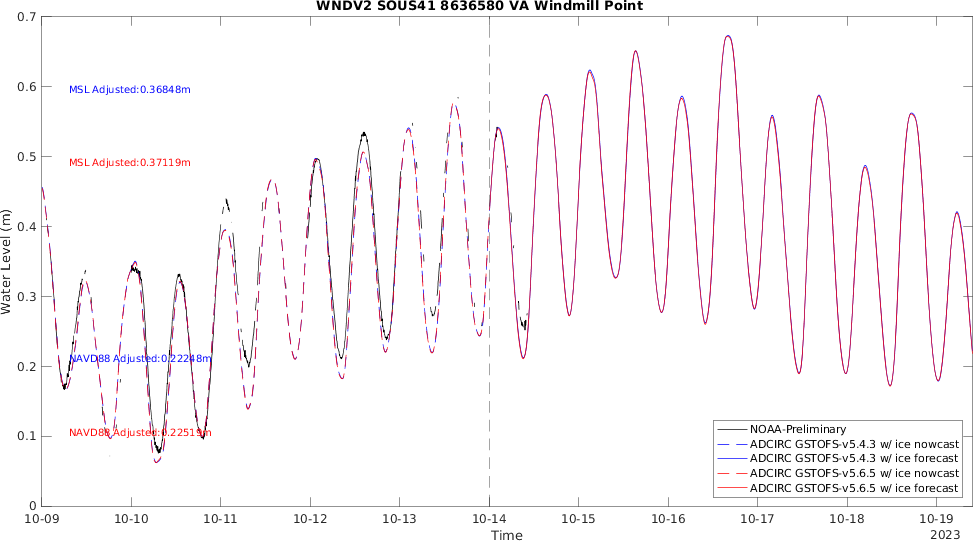 WNDV2 SOUS41 8636580 VA Windmill Point
0.7
0.6
0.5
0.4
0.3
0.2
0.1
0
Water Level (m)
MSL Adjusted:0.36848m
MSL Adjusted:0.37119m
NAVD88 Adjusted:0.22248m
NAVD88 Adjusted:0.22519m
NOAA-Preliminary
ADCIRC GSTOFS-v5.4.3 w/ ice nowcast
ADCIRC GSTOFS-v5.4.3 w/ ice forecast
ADCIRC GSTOFS-v5.6.5 w/ ice nowcast
ADCIRC GSTOFS-v5.6.5 w/ ice forecast
10-09 10-10 10-11 10-12 10-13 10-14 10-15 10-16 10-17 10-18 10-19
Time
2023